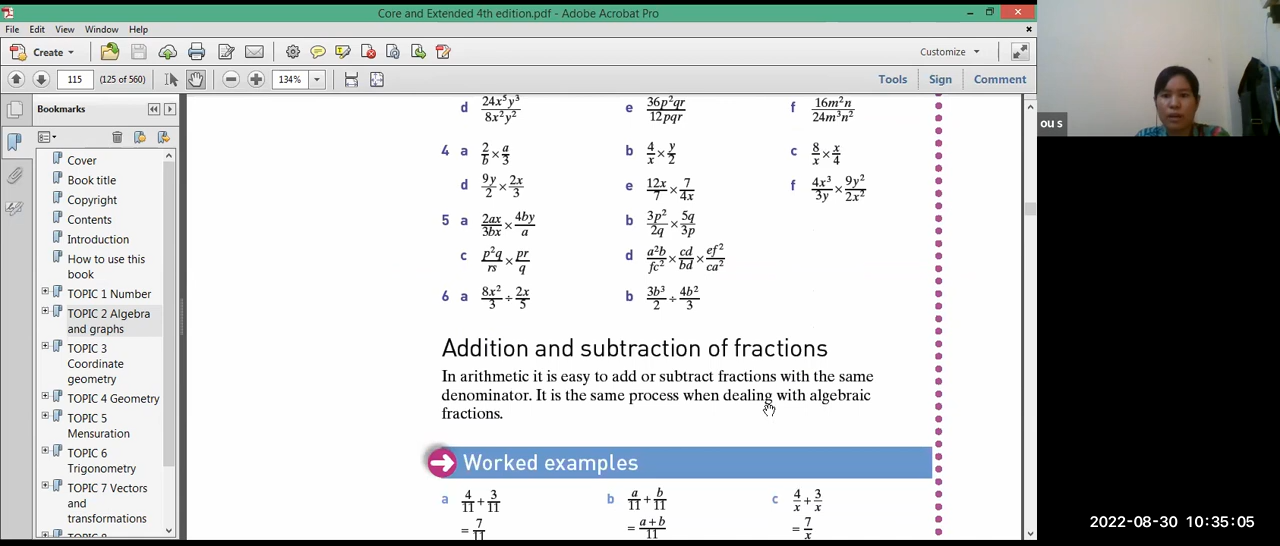 Core and Extended 4th edition.pdf - Adobe Acrobat Pro
File Edit View Window Help
Create Customize
115 (125 of 560) 134% Tools Sign Comment
Bookmarks
Cover
Book title
Copyright
Contents
Introduction
How to use this
book
TOPIC 1 Number
TOPIC 2 Algebra
and graphs
TOPIC 3
Coordinate
geometry
TOPIC 4 Geometry
TOPIC 5
Mensuration
TOPIC 6
Trigonometry
TOPIC 7 Vectors
and
transformations
d 24x⁵y³/8x²y² e 36p²qr/12pqr f 16m²n/24m³n²
4 a 2/b × a/3 b 4/x × y/2 c 8/x × x/4
d 9y/2 × 2x/3 e 12x/7 × 7/4x f 4x³/3y × 9y²/2x²
5 a 2ax/3bx × 4by/a b 3p²/2q × 5q/3p
c p²q/rs × pr/q d a²b/fc² × cd/bd × ef²/ca²
6 a 8x²/3 ÷ 2x/5 b 3b³/2 ÷ 4b²/3
Addition and subtraction of fractions
In arithmetic it is easy to add or subtract fractions with the same
denominator. It is the same process when dealing with algebraic
fractions.
Worked examples
a 4/11 + 3/11 b a/11 + b/11 c 4/x + 3/x
= 7/11 = a + b/11 = 7/x
ou s
2022-08-30 10:35:05